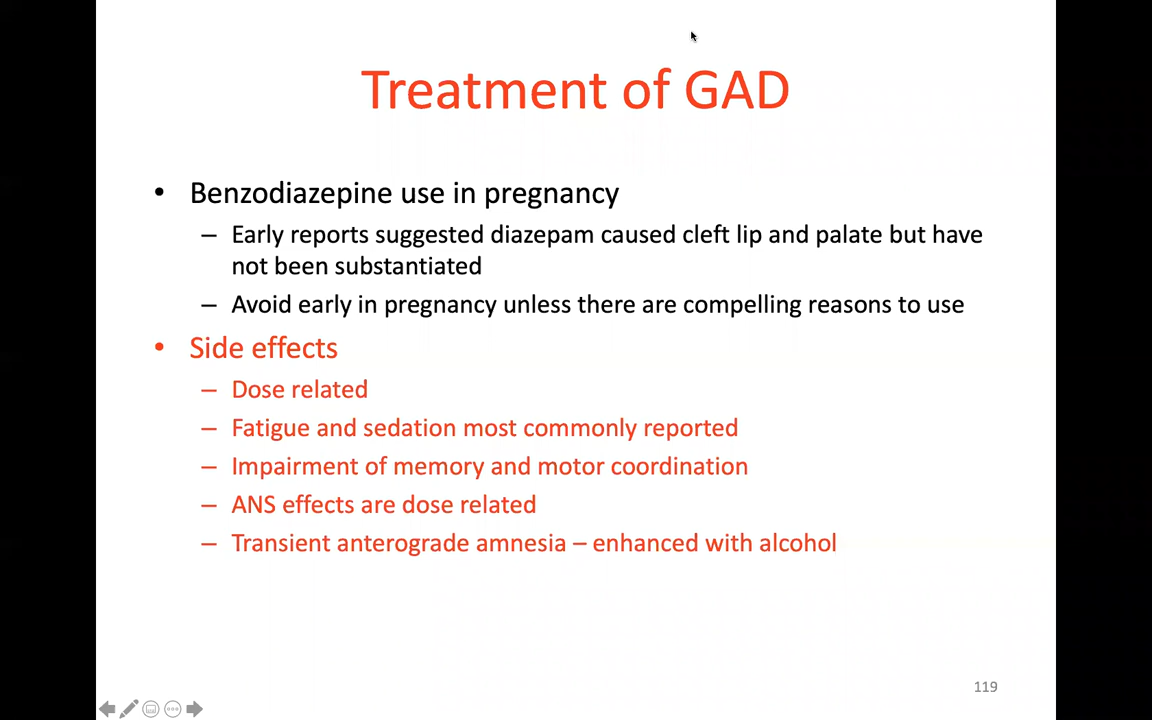 Treatment of GAD
• Benzodiazepine use in pregnancy
– Early reports suggested diazepam caused cleft lip and palate but have
not been substantiated
– Avoid early in pregnancy unless there are compelling reasons to use
• Side effects
– Dose related
– Fatigue and sedation most commonly reported
– Impairment of memory and motor coordination
– ANS effects are dose related
– Transient anterograde amnesia – enhanced with alcohol
119